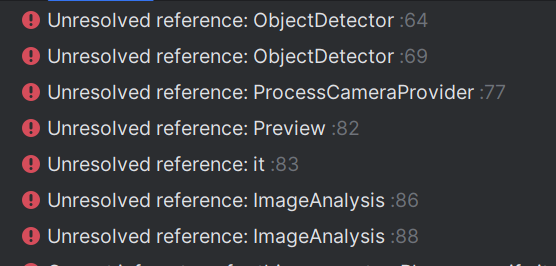 Unresolved reference: ObjectDetector :64
Unresolved reference: ObjectDetector :69
Unresolved reference: ProcessCameraProvider :77
Unresolved reference: Preview :82
Unresolved reference: it :83
Unresolved reference: ImageAnalysis :86
Unresolved reference: ImageAnalysis :88